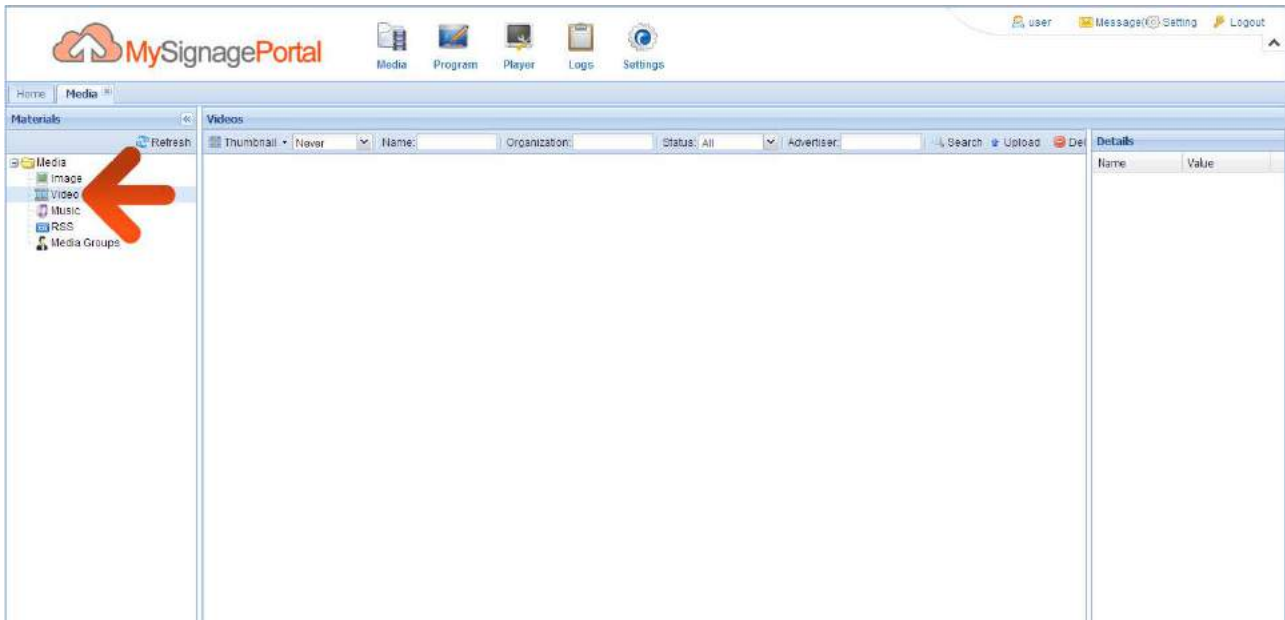 user Message( Setting Logout
MySignagePortal
Media Program Player Logs Settings
Home Media
Materials
Refresh
Media
Image
Video
Music
RSS
Media Groups
Videos
Thumbnail Never Name: Organization: Status: All Advertiser: Search Upload Del
Details
Name Value